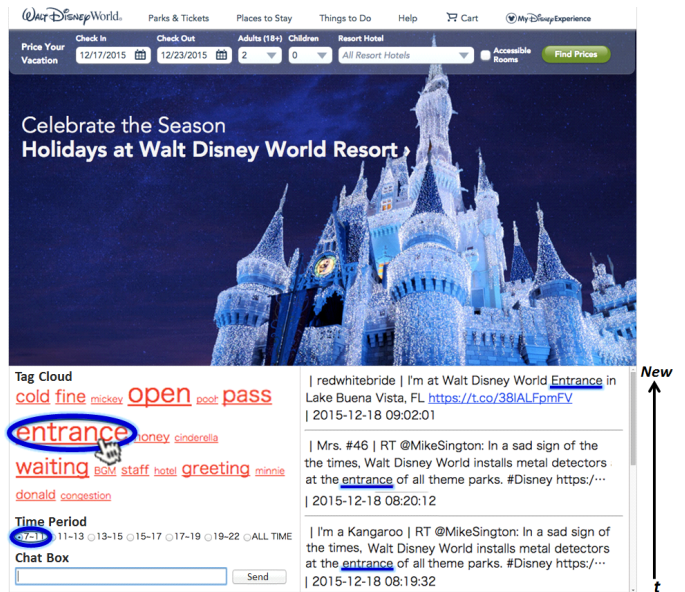 WALT DISNEY World. Parks & Tickets Places to Stay Things to Do Help Cart My Disney Experience
Price Your Vacation
Check In Check Out Adults (18+) Children Resort Hotel
12/17/2015 12/23/2015 2 0 All Resort Hotels Accessible Rooms Find Prices
Celebrate the Season
Holidays at Walt Disney World Resort ›
Tag Cloud
cold fine mickey open pooh pass
entrance honey cinderella
waiting BGM staff hotel greeting minnie
donald congestion
Time Period
7~11 11~13 13~15 15~17 17~19 19~22 ALL TIME
Chat Box
Send
| redwhitebride | I'm at Walt Disney World Entrance in
Lake Buena Vista, FL https://t.co/38lALFpmFV
| 2015-12-18 09:02:01
| Mrs. #46 | RT @MikeSington: In a sad sign of the
the times, Walt Disney World installs metal detectors
at the entrance of all theme parks. #Disney https:/…
| 2015-12-18 08:20:12
| I'm a Kangaroo | RT @MikeSington: In a sad sign of
the times, Walt Disney World installs metal detectors
at the entrance of all theme parks. #Disney https:/…
| 2015-12-18 08:19:32
New
t